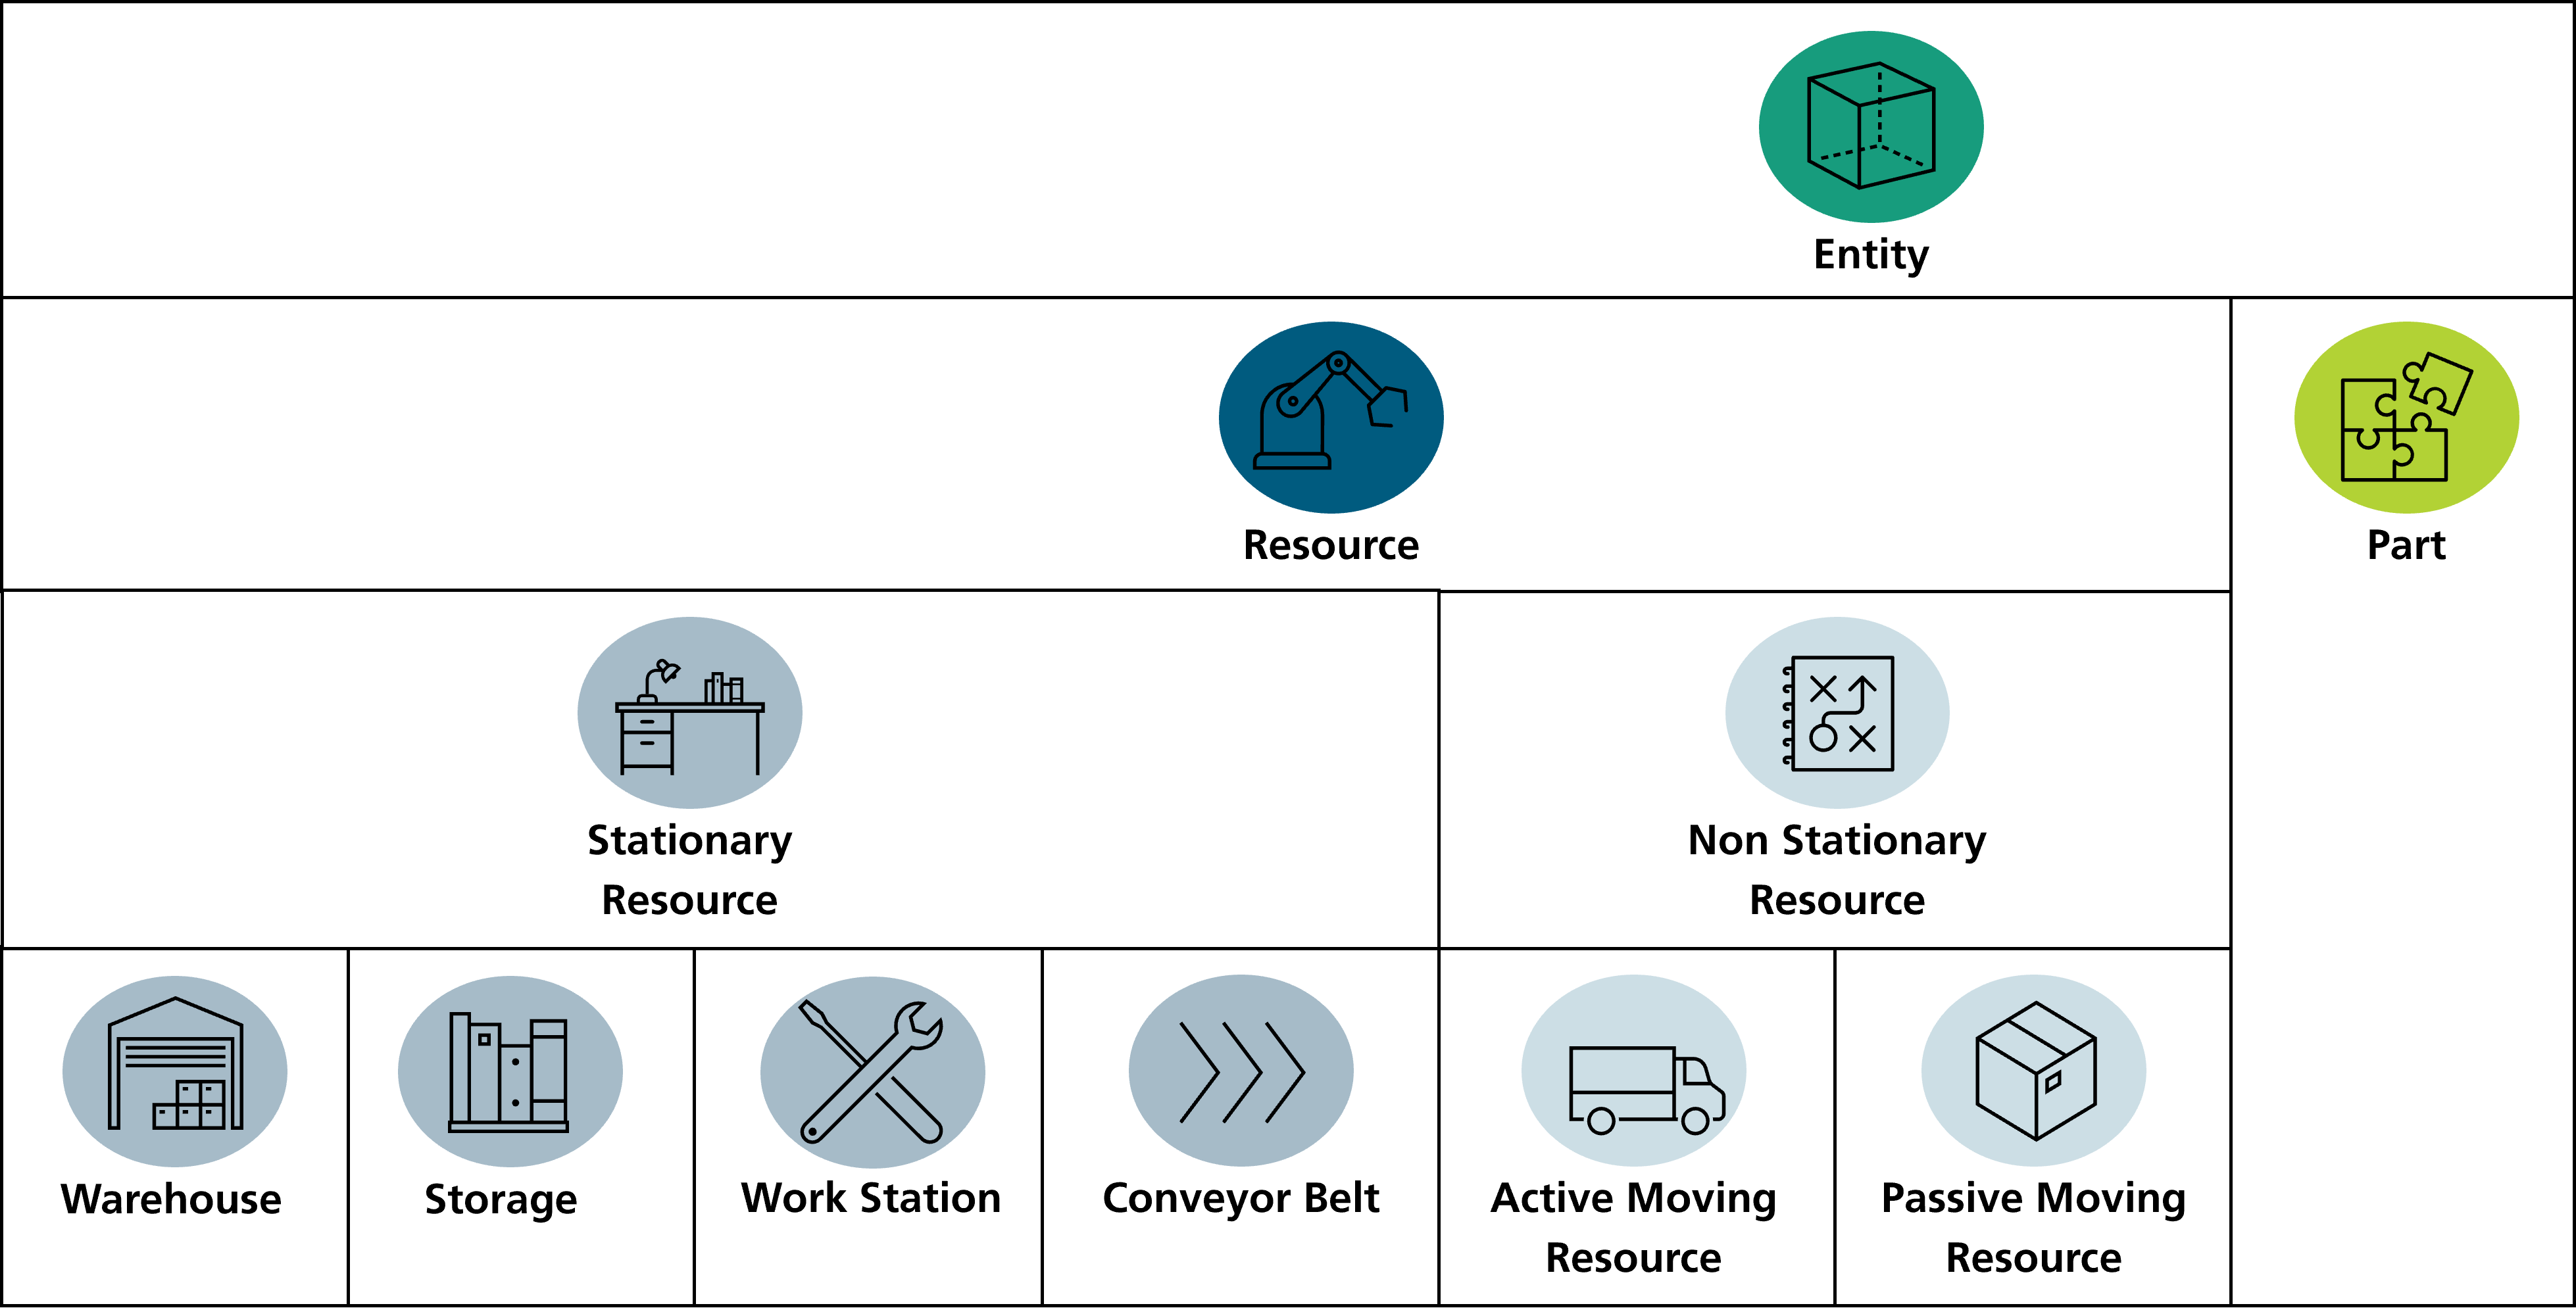 Entity
Resource
Part
Stationary
Resource
Non Stationary
Resource
Warehouse
Storage
Work Station
Conveyor Belt
Active Moving
Resource
Passive Moving
Resource